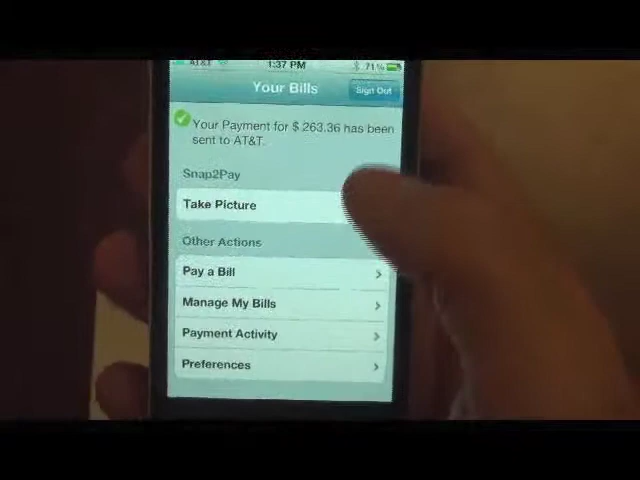 AT&T 1:37 PM 71%
Your Bills Sign Out
Your Payment for $ 263.36 has been
sent to AT&T.
Snap2Pay
Take Picture
Other Actions
Pay a Bill
Manage My Bills
Payment Activity
Preferences